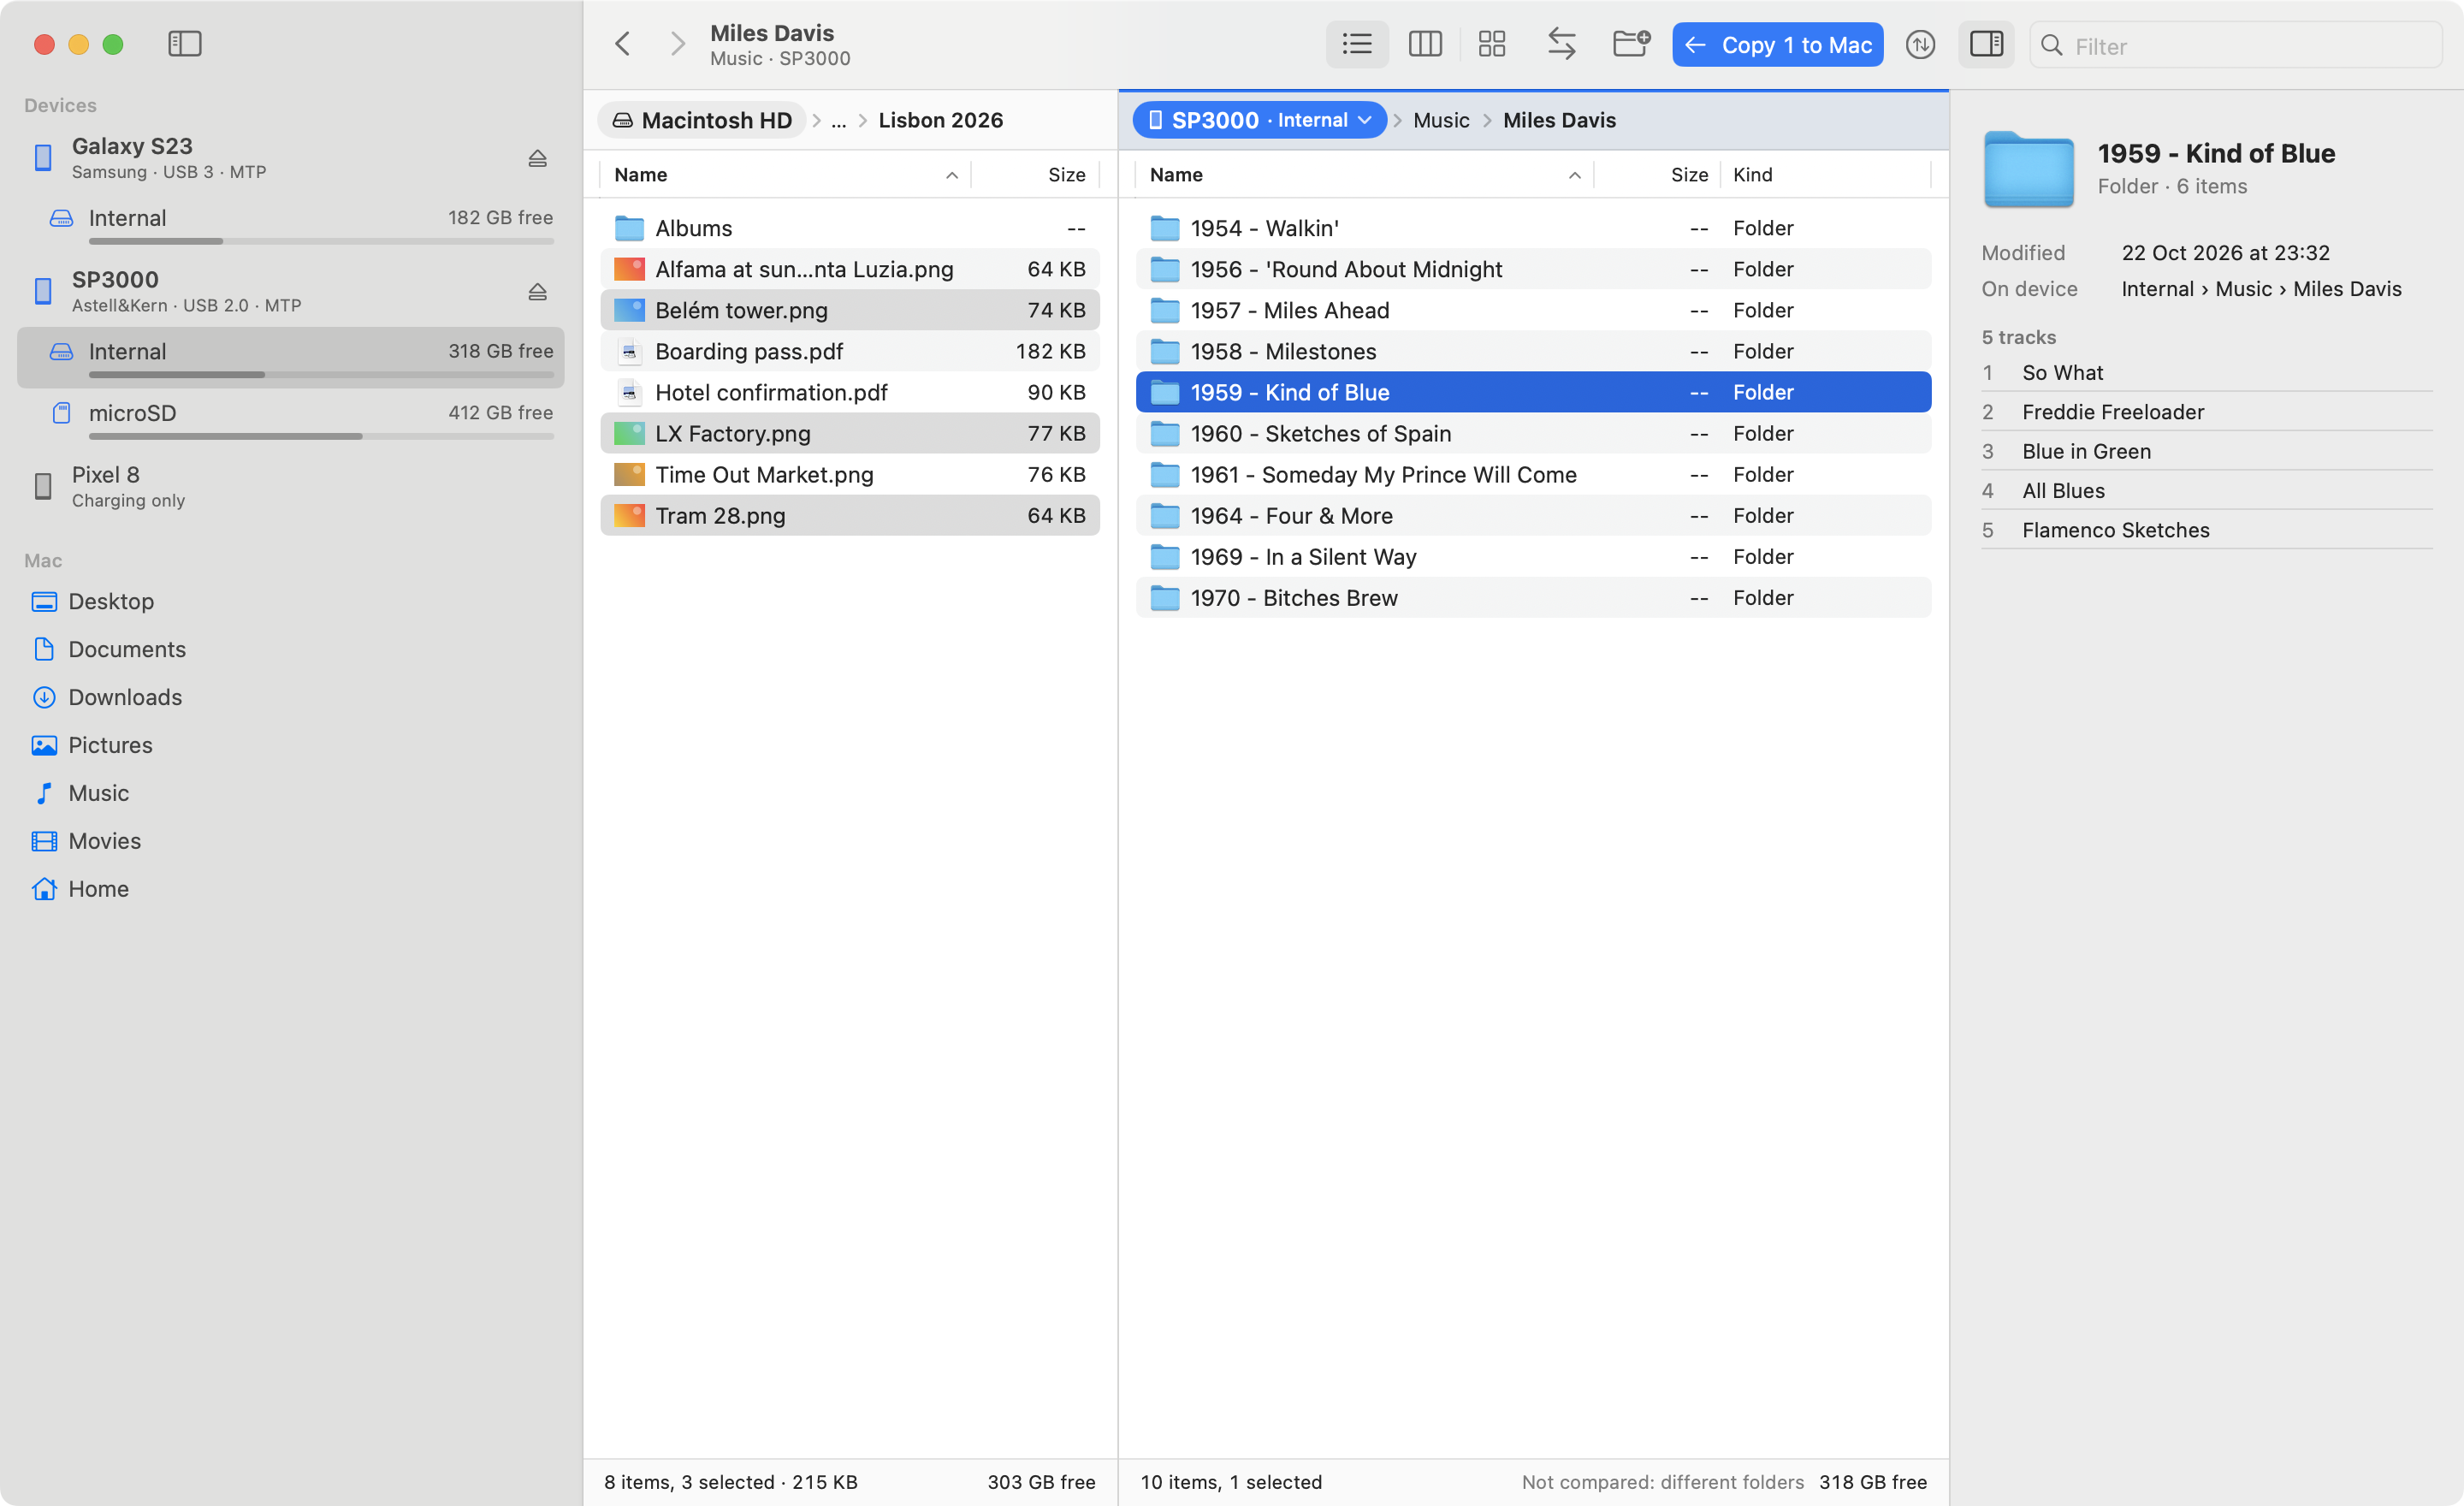 Miles Davis
Music · SP3000
Copy 1 to Mac
Filter
Devices
Galaxy S23
Samsung · USB 3 · MTP
Internal 182 GB free
SP3000
Astell&Kern · USB 2.0 · MTP
Internal 318 GB free
microSD 412 GB free
Pixel 8
Charging only
Mac
Desktop
Documents
Downloads
Pictures
Music
Movies
Home
Macintosh HD › ... › Lisbon 2026
Name Size
Albums --
Alfama at sun...nta Luzia.png 64 KB
Belém tower.png 74 KB
Boarding pass.pdf 182 KB
Hotel confirmation.pdf 90 KB
LX Factory.png 77 KB
Time Out Market.png 76 KB
Tram 28.png 64 KB
8 items, 3 selected · 215 KB 303 GB free
SP3000 · Internal › Music › Miles Davis
Name Size Kind
1954 - Walkin' -- Folder
1956 - 'Round About Midnight -- Folder
1957 - Miles Ahead -- Folder
1958 - Milestones -- Folder
1959 - Kind of Blue -- Folder
1960 - Sketches of Spain -- Folder
1961 - Someday My Prince Will Come -- Folder
1964 - Four & More -- Folder
1969 - In a Silent Way -- Folder
1970 - Bitches Brew -- Folder
10 items, 1 selected Not compared: different folders 318 GB free
1959 - Kind of Blue
Folder · 6 items
Modified 22 Oct 2026 at 23:32
On device Internal › Music › Miles Davis
5 tracks
1 So What
2 Freddie Freeloader
3 Blue in Green
4 All Blues
5 Flamenco Sketches